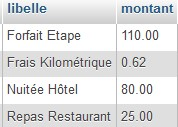 libelle montant
Forfait Etape 110.00
Frais Kilométrique 0.62
Nuitée Hôtel 80.00
Repas Restaurant 25.00